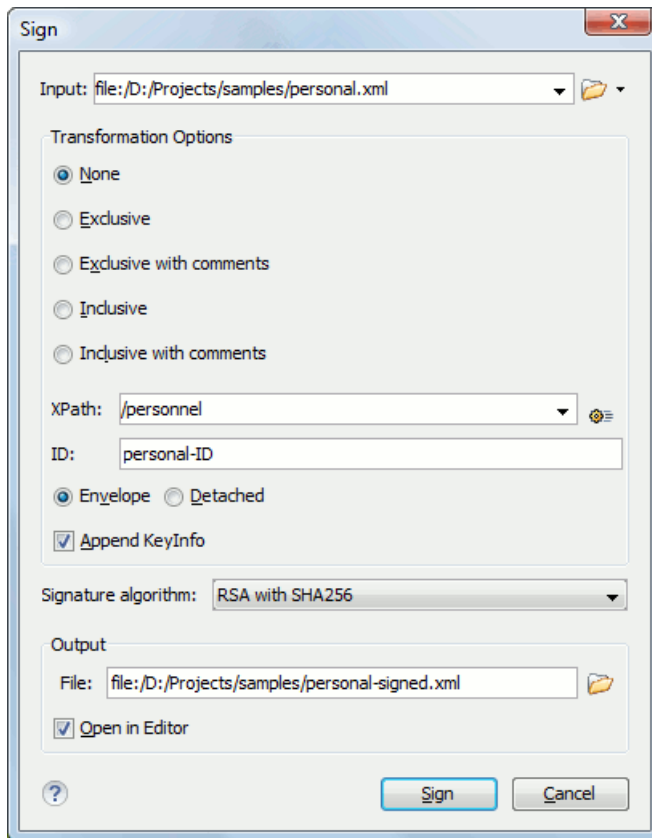 Sign
X
Input: file:/D:/Projects/samples/personal.xml
Transformation Options
None
Exclusive
Exclusive with comments
Inclusive
Inclusive with comments
XPath: /personnel
ID: personal-ID
Envelope Detached
Append KeyInfo
Signature algorithm: RSA with SHA256
Output
File: file:/D:/Projects/samples/personal-signed.xml
Open in Editor
? Sign Cancel